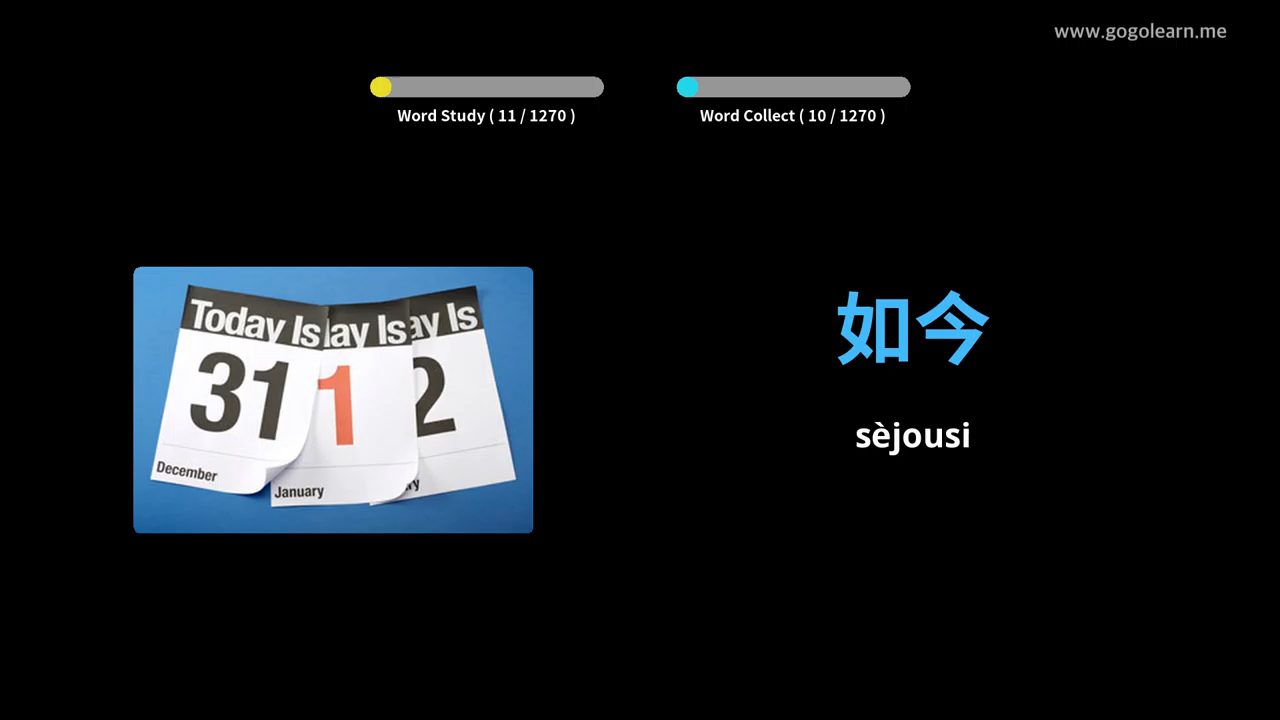 www.gogolearn.me
Word Study ( 11 / 1270 )
Word Collect ( 10 / 1270 )
Today Is
ay Is
ay Is
31
1
2
December
January
ry
如今
sèjousi